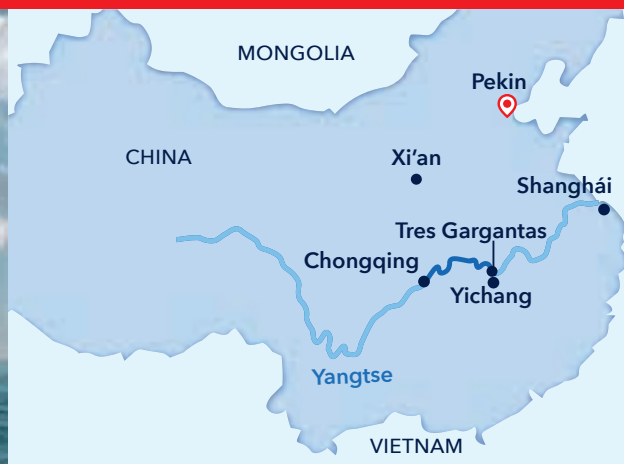 MONGOLIA
Pekin
CHINA
Xi'an
Shanghái
Tres Gargantas
Chongqing
Yichang
Yangtse
VIETNAM